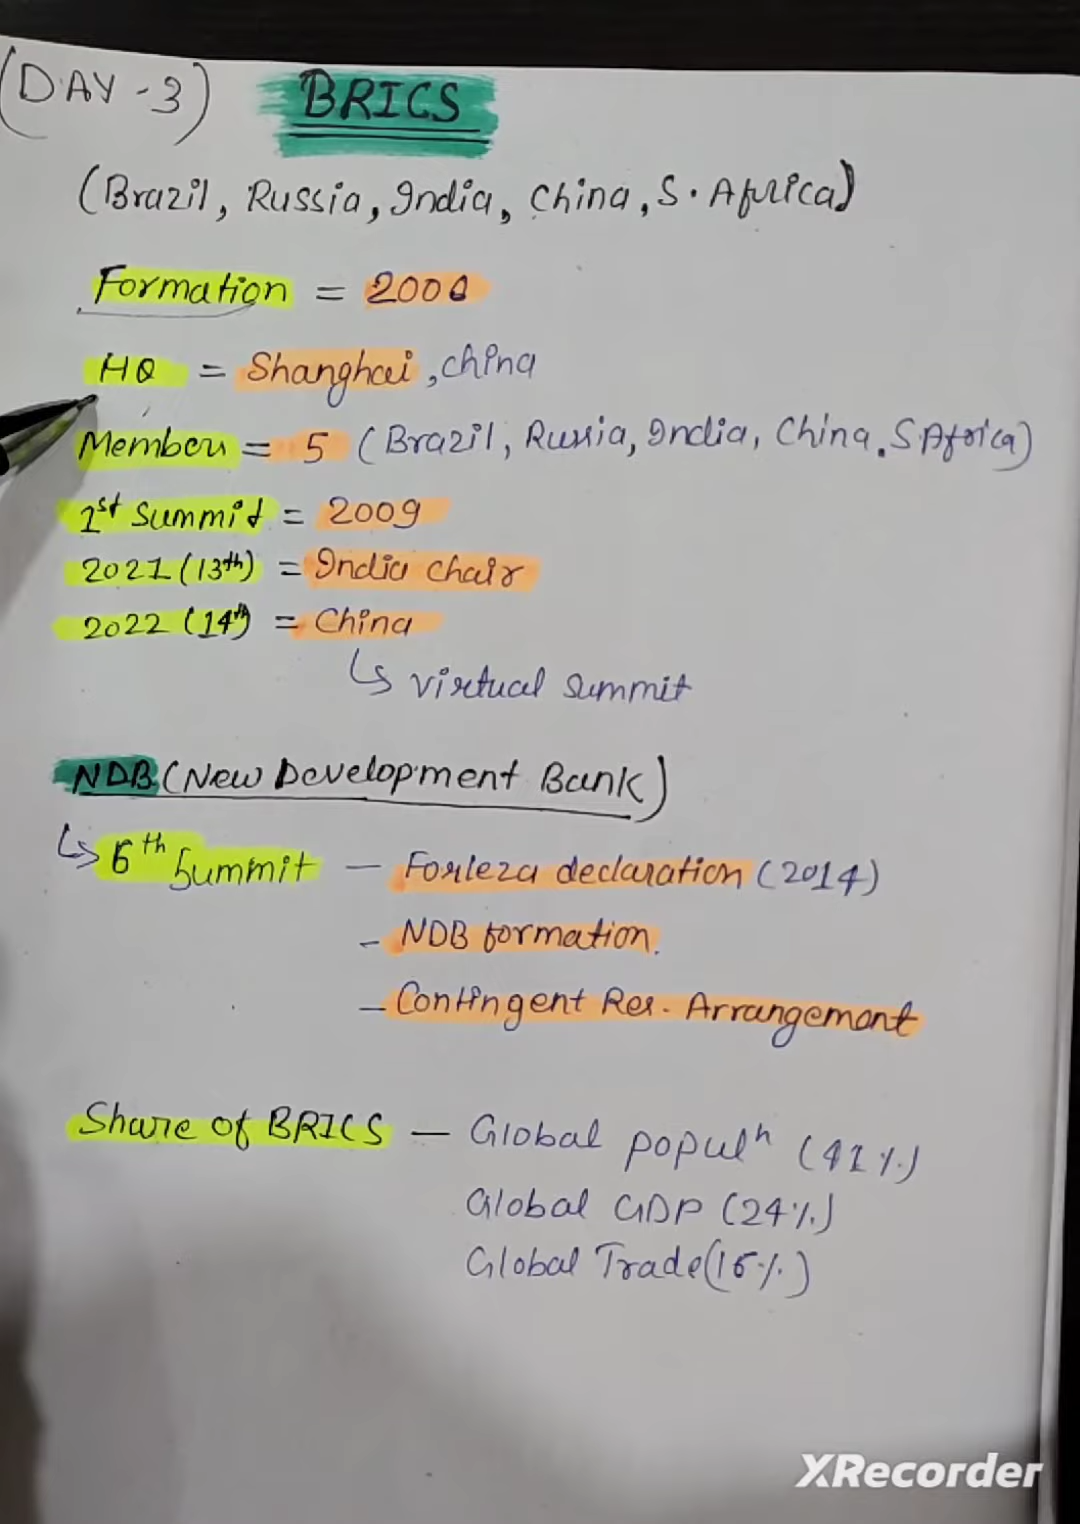 (DAY-3) BRICS
(Brazil, Russia, India, China, S. Africa)
Formation = 2006
HQ = Shanghai, China
Member = 5 (Brazil, Russia, India, China, S.Africa)
1st Summit = 2009
2021 (13th) = India chair
2022 (14th) = China
↳ virtual summit
NDB (New Development Bank)
↳ 6th Summit — Forleza declaration (2014)
- NDB formation.
- Contingent Res. Arrangement
Share of BRICS — Global populn (41%)
Global GDP (24%)
Global Trade (16%)
XRecorder